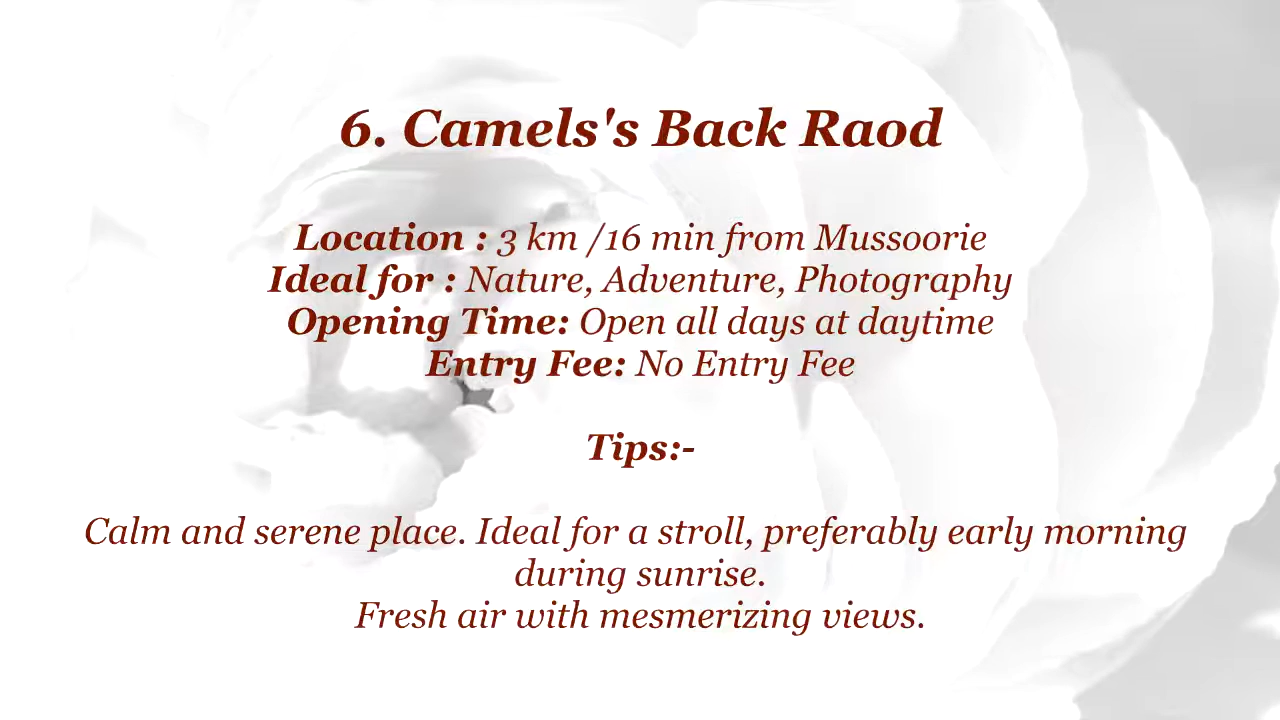 6. Camels's Back Raod
Location : 3 km /16 min from Mussoorie
Ideal for : Nature, Adventure, Photography
Opening Time: Open all days at daytime
Entry Fee: No Entry Fee
Tips:-
Calm and serene place. Ideal for a stroll, preferably early morning
during sunrise.
Fresh air with mesmerizing views.